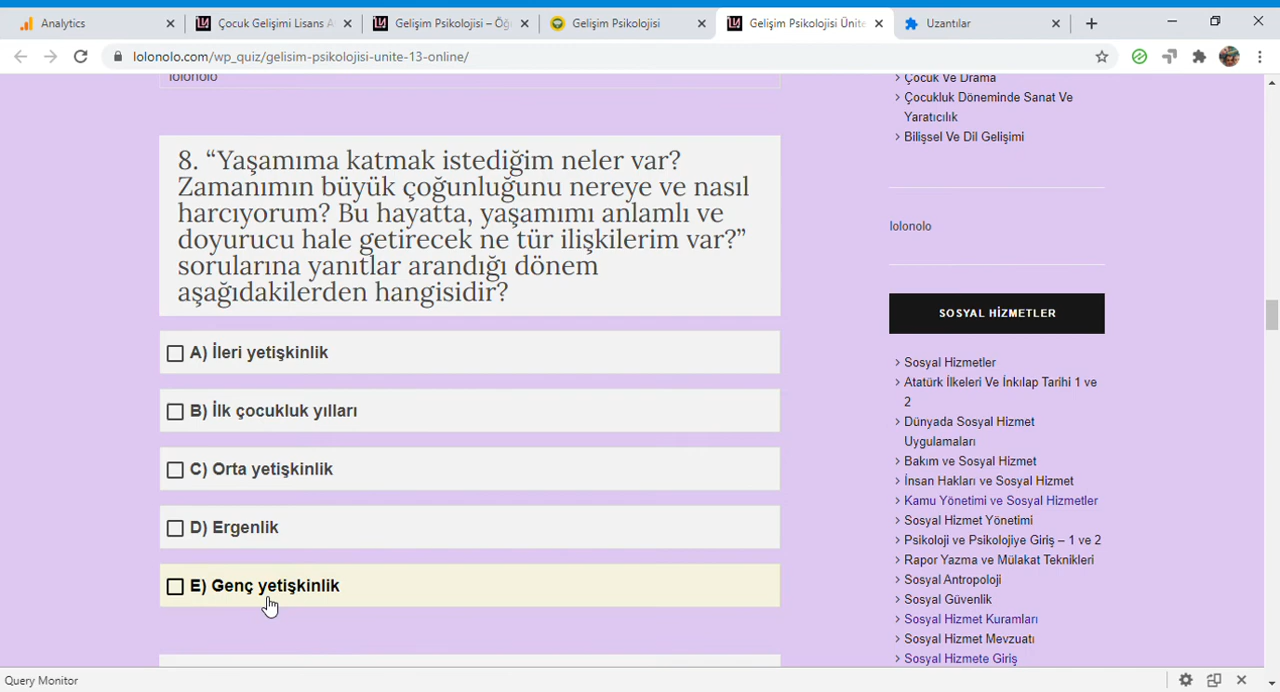 Analytics
Çocuk Gelişimi Lisans A
Gelişim Psikolojisi – Öğ
Gelişim Psikolojisi
Gelişim Psikolojisi Ünite
Uzantılar
lolonolo.com/wp_quiz/gelisim-psikolojisi-unite-13-online/
lolonolo
8. “Yaşamıma katmak istediğim neler var?
Zamanımın büyük çoğunluğunu nereye ve nasıl
harcıyorum? Bu hayatta, yaşamımı anlamlı ve
doyurucu hale getirecek ne tür ilişkilerim var?”
sorularına yanıtlar arandığı dönem
aşağıdakilerden hangisidir?
A) İleri yetişkinlik
B) İlk çocukluk yılları
C) Orta yetişkinlik
D) Ergenlik
E) Genç yetişkinlik
Çocuk Ve Drama
Çocukluk Döneminde Sanat Ve
Yaratıcılık
Bilişsel Ve Dil Gelişimi
lolonolo
SOSYAL HİZMETLER
Sosyal Hizmetler
Atatürk İlkeleri Ve İnkılap Tarihi 1 ve
2
Dünyada Sosyal Hizmet
Uygulamaları
Bakım ve Sosyal Hizmet
İnsan Hakları ve Sosyal Hizmet
Kamu Yönetimi ve Sosyal Hizmetler
Sosyal Hizmet Yönetimi
Psikoloji ve Psikolojiye Giriş – 1 ve 2
Rapor Yazma ve Mülakat Teknikleri
Sosyal Antropoloji
Sosyal Güvenlik
Sosyal Hizmet Kuramları
Sosyal Hizmet Mevzuatı
Sosyal Hizmete Giriş
Query Monitor